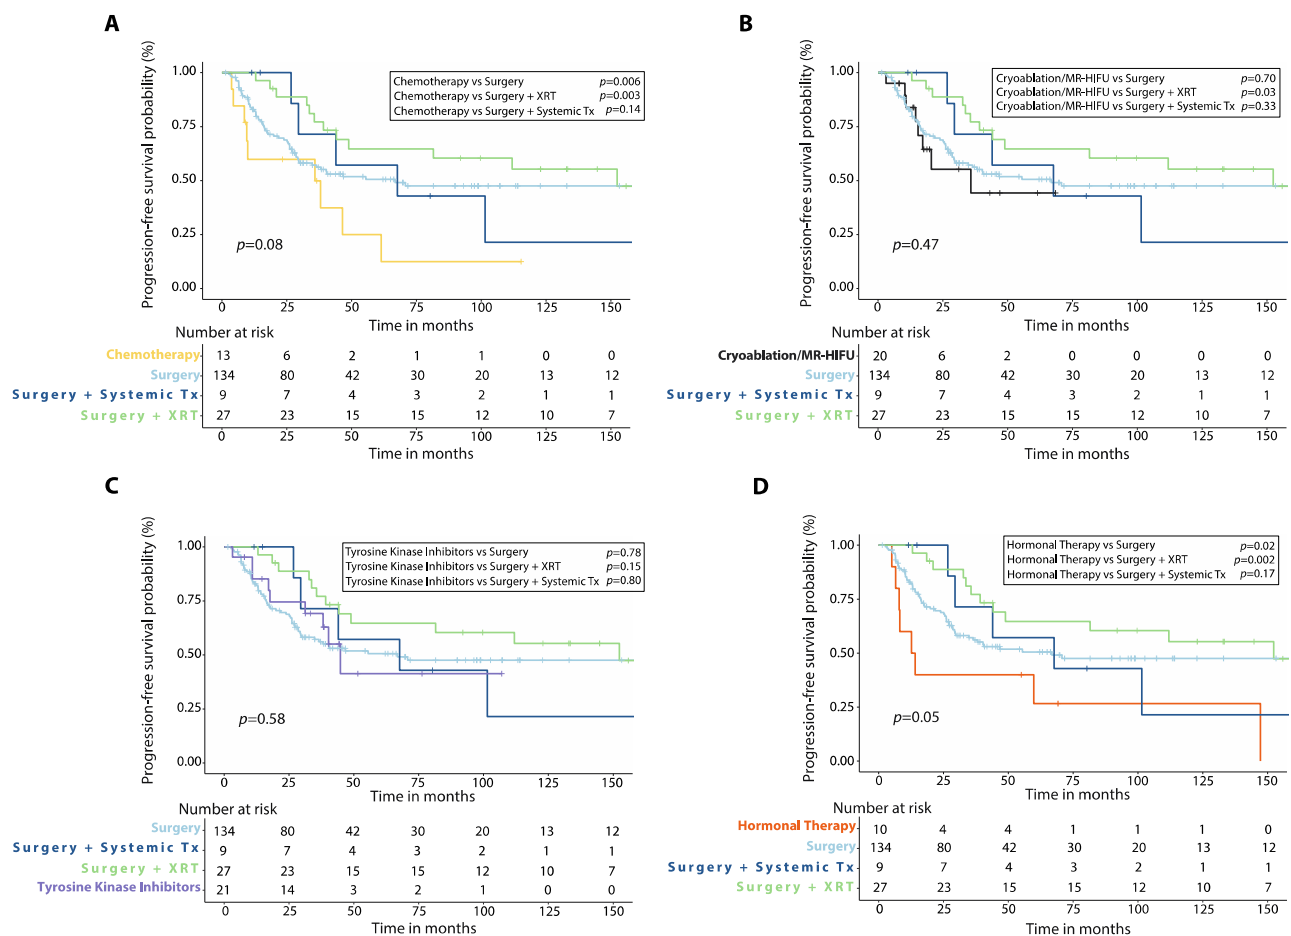 A
Progression-free survival probability (%)
1.00
0.75
0.50
0.25
0.00
Chemotherapy vs Surgery p=0.006
Chemotherapy vs Surgery + XRT p=0.003
Chemotherapy vs Surgery + Systemic Tx p=0.14
p=0.08
0 25 50 75 100 125 150
Time in months
Number at risk
Chemotherapy 13 6 2 1 1 0 0
Surgery 134 80 42 30 20 13 12
Surgery + Systemic Tx 9 7 4 3 2 1 1
Surgery + XRT 27 23 15 15 12 10 7
0 25 50 75 100 125 150
Time in months
B
Progression-free survival probability (%)
1.00
0.75
0.50
0.25
0.00
Cryoablation/MR-HIFU vs Surgery p=0.70
Cryoablation/MR-HIFU vs Surgery + XRT p=0.03
Cryoablation/MR-HIFU vs Surgery + Systemic Tx p=0.33
p=0.47
0 25 50 75 100 125 150
Time in months
Number at risk
Cryoablation/MR-HIFU 20 6 2 0 0 0 0
Surgery 134 80 42 30 20 13 12
Surgery + Systemic Tx 9 7 4 3 2 1 1
Surgery + XRT 27 23 15 15 12 10 7
0 25 50 75 100 125 150
Time in months
C
Progression-free survival probability (%)
1.00
0.75
0.50
0.25
0.00
Tyrosine Kinase Inhibitors vs Surgery p=0.78
Tyrosine Kinase Inhibitors vs Surgery + XRT p=0.15
Tyrosine Kinase Inhibitors vs Surgery + Systemic Tx p=0.80
p=0.58
0 25 50 75 100 125 150
Time in months
Number at risk
Surgery 134 80 42 30 20 13 12
Surgery + Systemic Tx 9 7 4 3 2 1 1
Surgery + XRT 27 23 15 15 12 10 7
Tyrosine Kinase Inhibitors 21 14 3 2 1 0 0
0 25 50 75 100 125 150
Time in months
D
Progression-free survival probability (%)
1.00
0.75
0.50
0.25
0.00
Hormonal Therapy vs Surgery p=0.02
Hormonal Therapy vs Surgery + XRT p=0.002
Hormonal Therapy vs Surgery + Systemic Tx p=0.17
p=0.05
0 25 50 75 100 125 150
Time in months
Number at risk
Hormonal Therapy 10 4 4 1 1 1 0
Surgery 134 80 42 30 20 13 12
Surgery + Systemic Tx 9 7 4 3 2 1 1
Surgery + XRT 27 23 15 15 12 10 7
0 25 50 75 100 125 150
Time in months